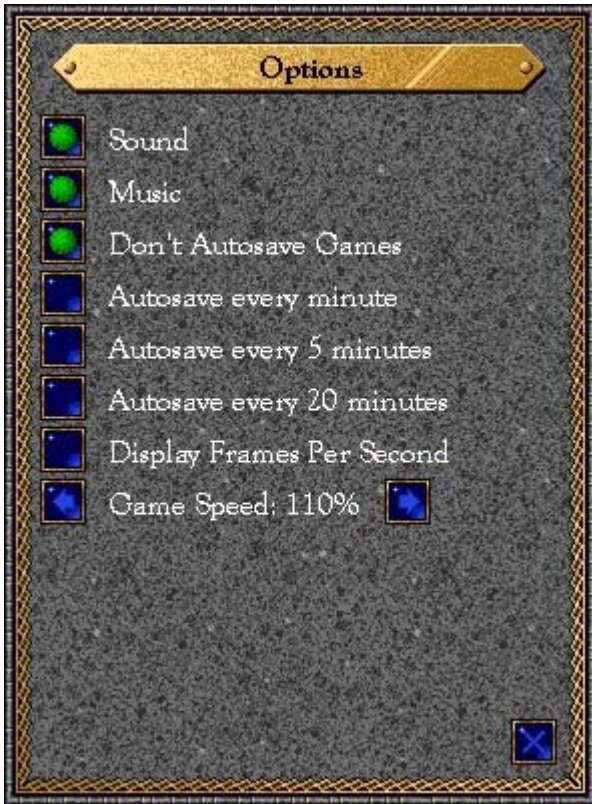 Options
Sound
Music
Don't Autosave Games
Autosave every minute
Autosave every 5 minutes
Autosave every 20 minutes
Display Frames Per Second
Game Speed: 110%